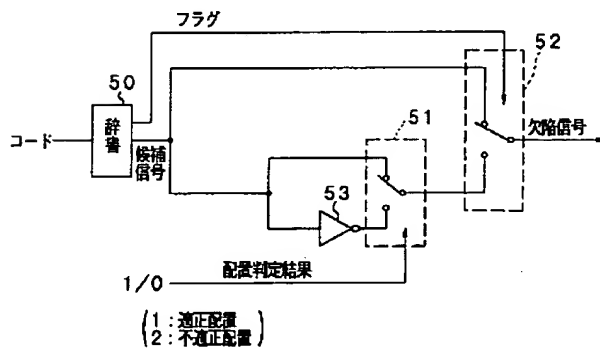 フラグ
50
52
コード
辞書
候補
信号
51
欠陥信号
53
配置判定結果
1/0
1:適正配置
2:不適正配置